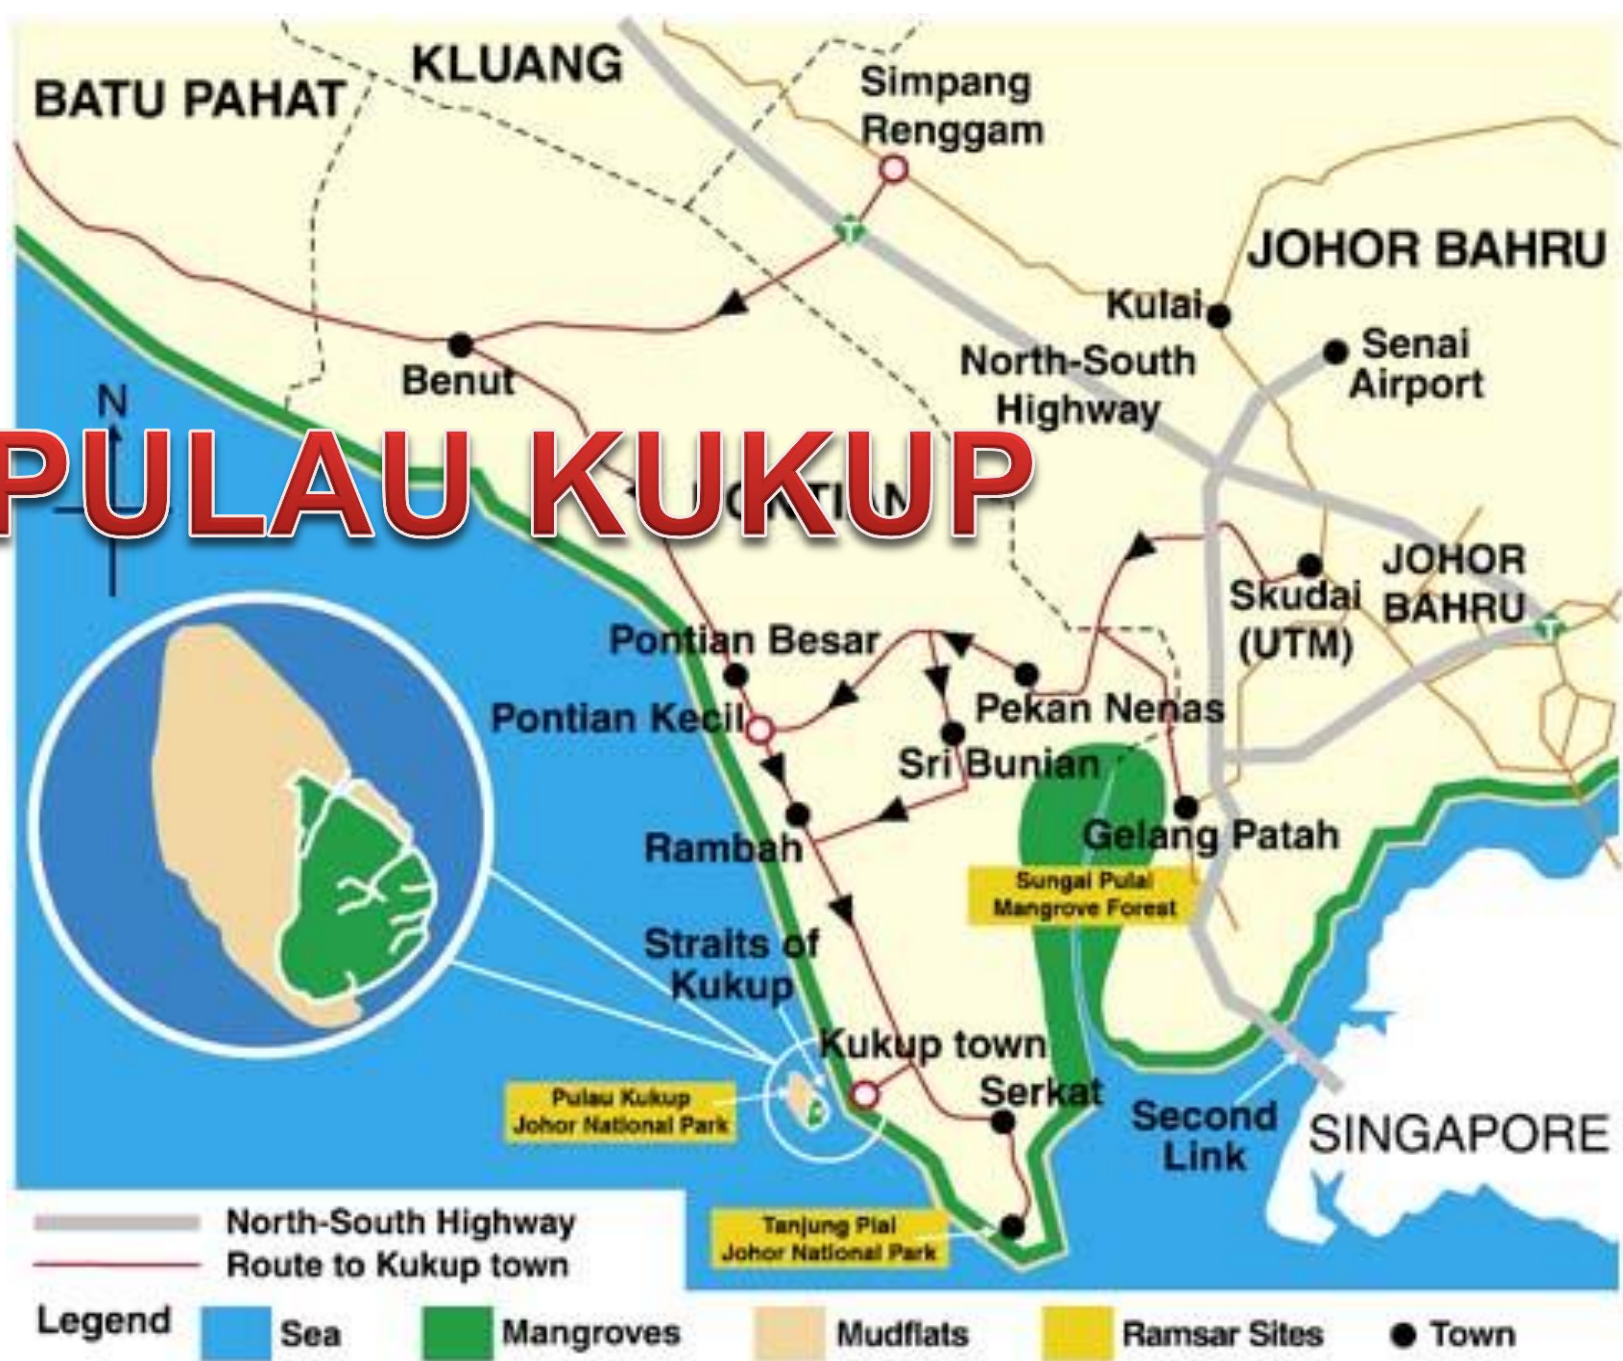 KLUANG
BATU PAHAT
Simpang
Renggam
T
JOHOR BAHRU
Kulai
Senai
Airport
North-South
Highway
Benut
N
PULAU KUKUP
JOHOR
BAHRU
T
Skudai
(UTM)
Pontian Besar
Pontian Kecil
Pekan Nenas
Sri Bunian
Rambah
Gelang Patah
Sungai Pulai
Mangrove Forest
Straits of
Kukup
Kukup town
Serkat
Pulau Kukup
Johor National Park
Second
Link
SINGAPORE
Tanjung Piai
Johor National Park
North-South Highway
Route to Kukup town
Legend
Sea
Mangroves
Mudflats
Ramsar Sites
Town